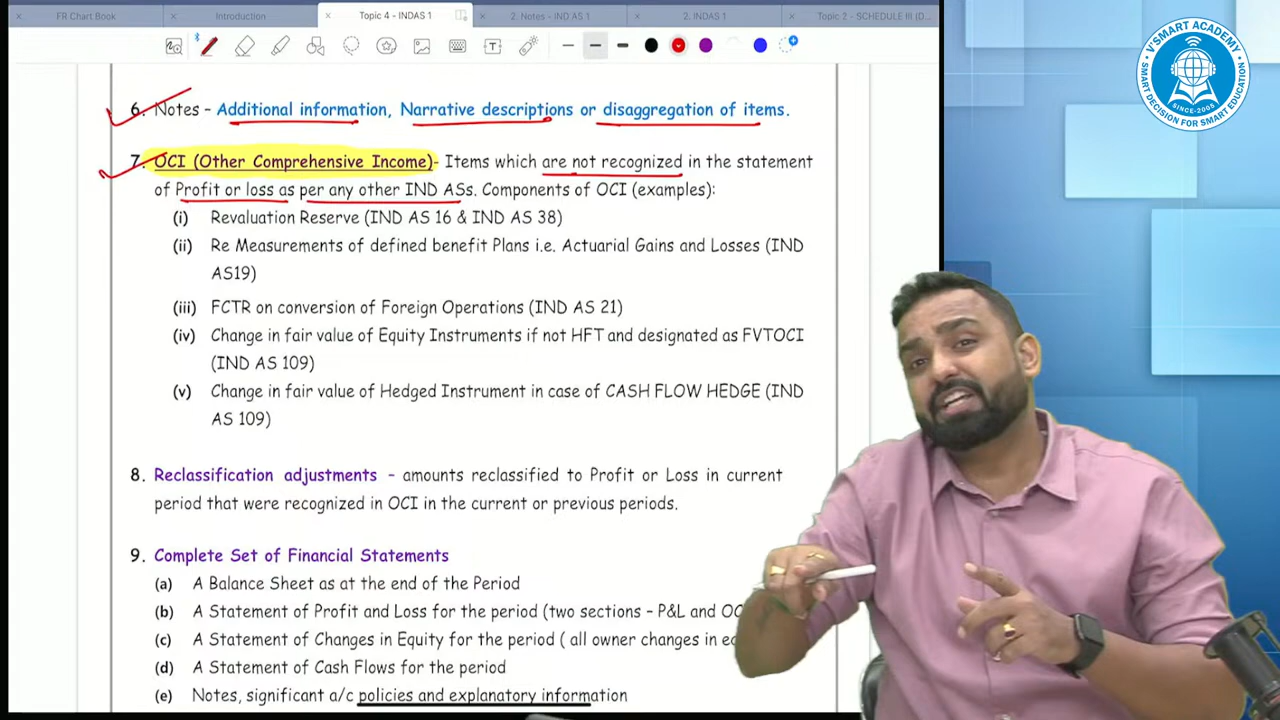 FR Chart Book
Introduction
Topic 4 - INDAS 1
2. Notes - IND AS 1
2. INDAS 1
Topic 2 - SCHEDULE III (D...
6. Notes - Additional information, Narrative descriptions or disaggregation of items.
7. OCI (Other Comprehensive Income)- Items which are not recognized in the statement
of Profit or loss as per any other IND ASs. Components of OCI (examples):
(i) Revaluation Reserve (IND AS 16 & IND AS 38)
(ii) Re Measurements of defined benefit Plans i.e. Actuarial Gains and Losses (IND
AS19)
(iii) FCTR on conversion of Foreign Operations (IND AS 21)
(iv) Change in fair value of Equity Instruments if not HFT and designated as FVTOCI
(IND AS 109)
(v) Change in fair value of Hedged Instrument in case of CASH FLOW HEDGE (IND
AS 109)
8. Reclassification adjustments - amounts reclassified to Profit or Loss in current
period that were recognized in OCI in the current or previous periods.
9. Complete Set of Financial Statements
(a) A Balance Sheet as at the end of the Period
(b) A Statement of Profit and Loss for the period (two sections - P&L and OC
(c) A Statement of Changes in Equity for the period ( all owner changes in e
(d) A Statement of Cash Flows for the period
(e) Notes, significant a/c policies and explanatory information
V'SMART ACADEMY
SINCE-2005
SMART DECISION FOR SMART EDUCATION